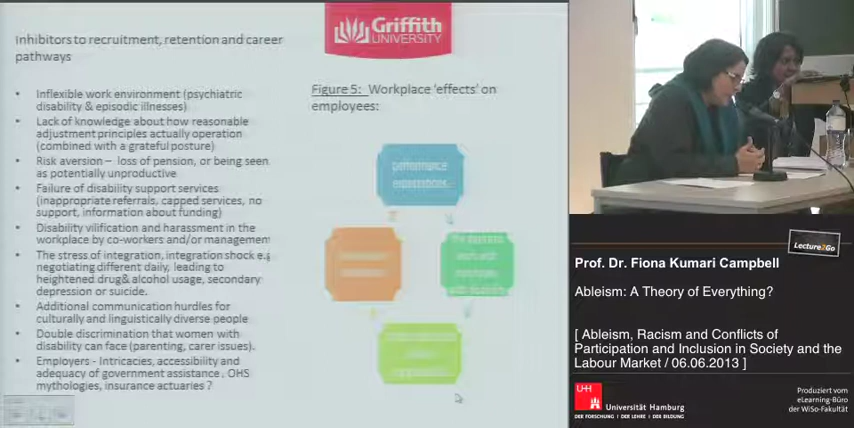 Griffith
UNIVERSITY
Inhibitors to recruitment, retention and career
pathways
• Inflexible work environment (psychiatric
disability & episodic illnesses)
• Lack of knowledge about how reasonable
adjustment principles actually operation
(combined with a grateful posture)
• Risk aversion – loss of pension, or being seen
as potentially unproductive
• Failure of disability support services
(inappropriate referrals, capped services, no
support, information about funding)
• Disability vilification and harassment in the
workplace by co-workers and/or management
• The stress of integration, integration shock e.g
negotiating different daily, leading to
heightened drug& alcohol usage, secondary
depression or suicide.
• Additional communication hurdles for
culturally and linguistically diverse people
• Double discrimination that women with
disability can face (parenting, carer issues).
• Employers - Intricacies, accessibility and
adequacy of government assistance , OHS
mythologies, insurance actuaries ?
Figure 5: Workplace 'effects' on
employees:
performance
expectations
Lecture2Go
Prof. Dr. Fiona Kumari Campbell
Ableism: A Theory of Everything?
[ Ableism, Racism and Conflicts of
Participation and Inclusion in Society and the
Labour Market / 06.06.2013 ]
UH
Universität Hamburg
DER FORSCHUNG | DER LEHRE | DER BILDUNG
Produziert vom
eLearning-Büro
der WiSo-Fakultät